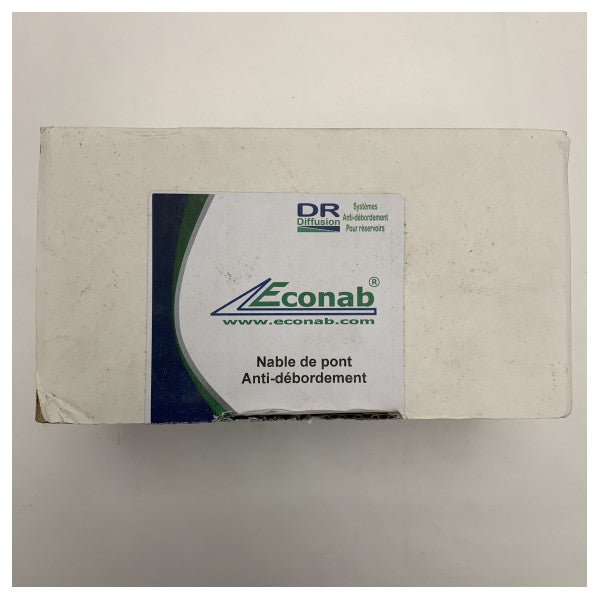 DR
Diffusion
Systèmes
Anti-débordement
Pour réservoirs
Econab®
www.econab.com
Nable de pont
Anti-débordement